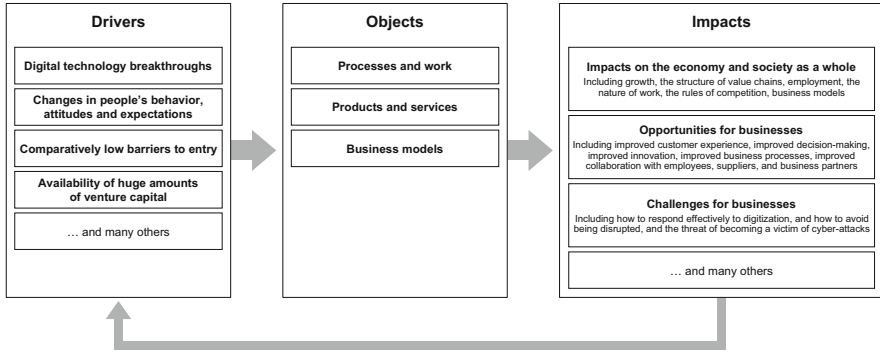 Drivers
Digital technology breakthroughs
Changes in people's behavior,
attitudes and expectations
Comparatively low barriers to entry
Availability of huge amounts
of venture capital
… and many others
Objects
Processes and work
Products and services
Business models
Impacts
Impacts on the economy and society as a whole
Including growth, the structure of value chains, employment, the
nature of work, the rules of competition, business models
Opportunities for businesses
Including improved customer experience, improved decision-making,
improved innovation, improved business processes, improved
collaboration with employees, suppliers, and business partners
Challenges for businesses
Including how to respond effectively to digitization, and how to avoid
being disrupted, and the threat of becoming a victim of cyber-attacks
… and many others